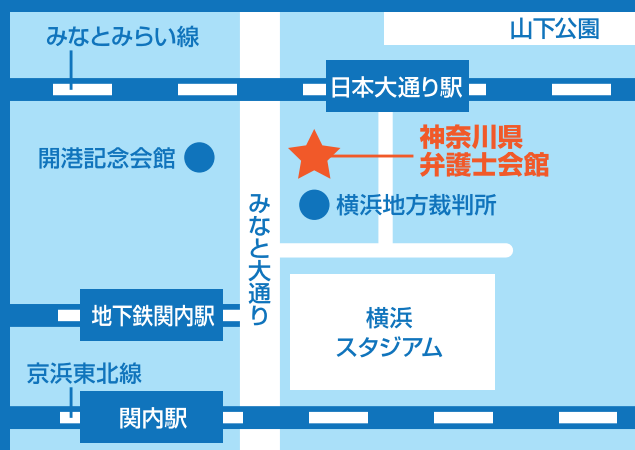 みなとみらい線
山下公園
日本大通り駅
神奈川県
弁護士会館
開港記念会館
横浜地方裁判所
みなと大通り
横浜
スタジアム
地下鉄関内駅
京浜東北線
関内駅